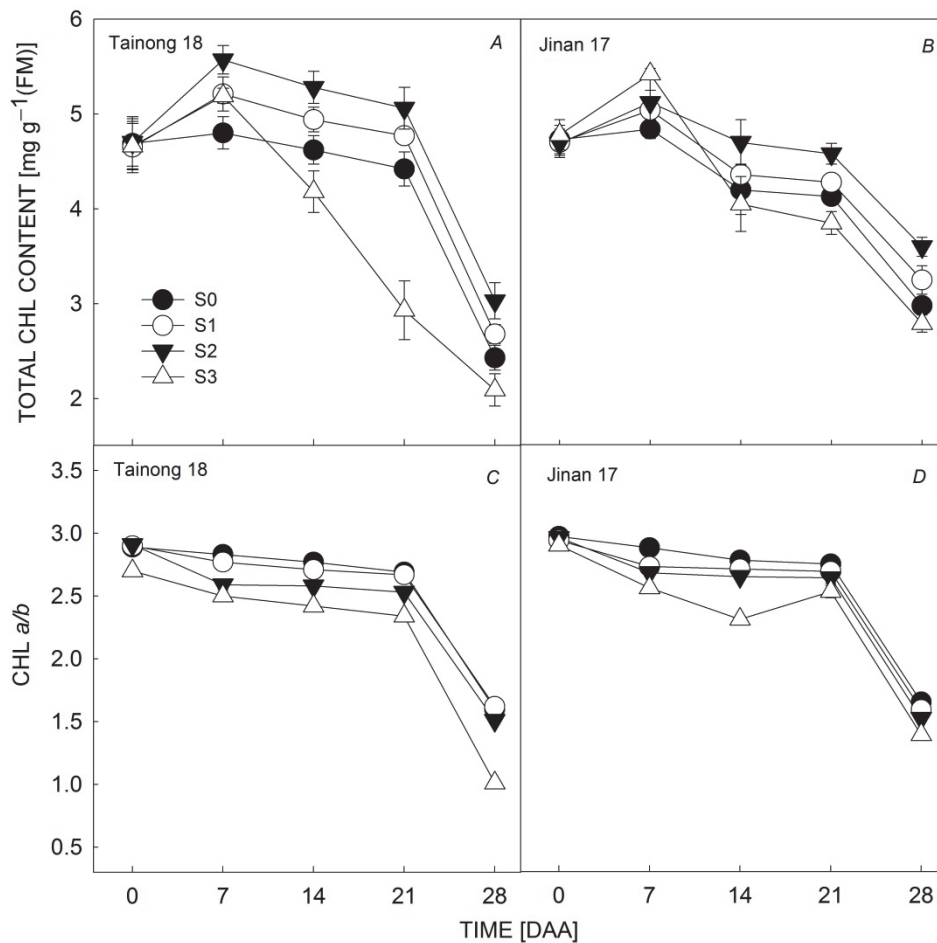 TOTAL CHL CONTENT [mg g⁻¹(FM)]
6
5
4
3
2
Tainong 18
A
S0
S1
S2
S3
Jinan 17
B
CHL a/b
3.5
3.0
2.5
2.0
1.5
1.0
0.5
Tainong 18
C
Jinan 17
D
0 7 14 21 28 0 7 14 21 28
TIME [DAA]